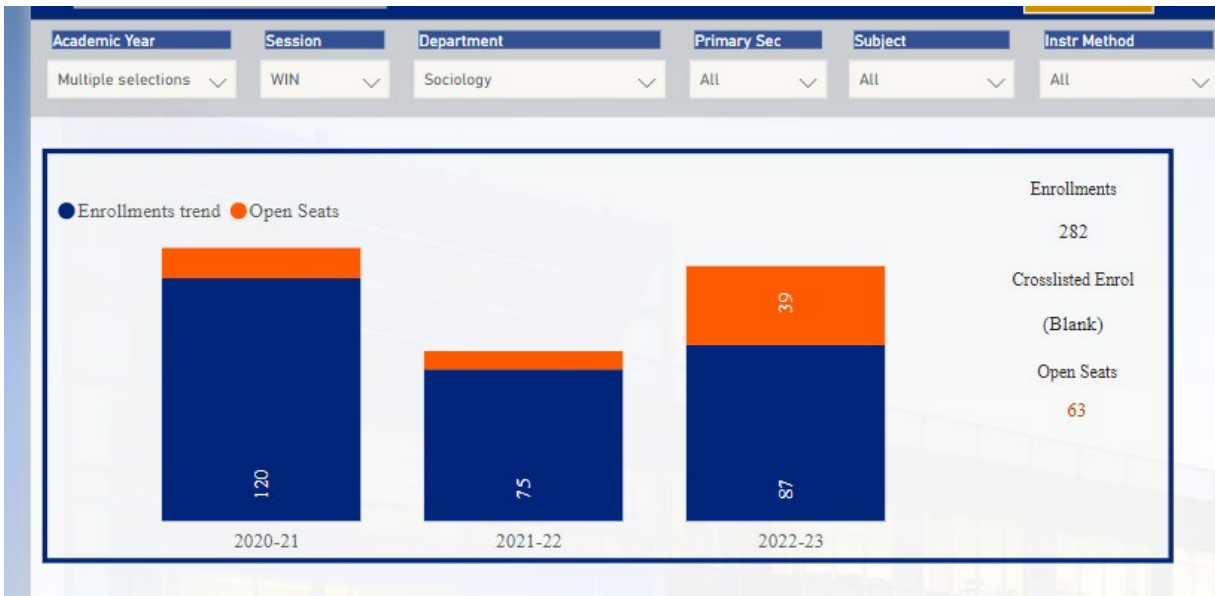 Academic Year Session Department Primary Sec Subject Instr Method
Multiple selections WIN Sociology All All All
Enrollments trend Open Seats
Enrollments
282
Crosslisted Enrol
(Blank)
Open Seats
63
39
120 75 87
2020-21 2021-22 2022-23